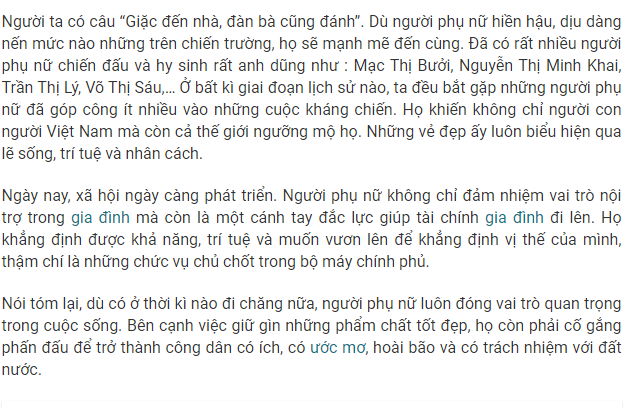 Người ta có câu “Giặc đến nhà, đàn bà cũng đánh”. Dù người phụ nữ hiền hậu, dịu dàng
nến mức nào những trên chiến trường, họ sẽ mạnh mẽ đến cùng. Đã có rất nhiều người
phụ nữ chiến đấu và hy sinh rất anh dũng như : Mạc Thị Bưởi, Nguyễn Thị Minh Khai,
Trần Thị Lý, Võ Thị Sáu,... Ở bất kì giai đoạn lịch sử nào, ta đều bắt gặp những người phụ
nữ đã góp công ít nhiều vào những cuộc kháng chiến. Họ khiến không chỉ người con
người Việt Nam mà còn cả thế giới ngưỡng mộ họ. Những vẻ đẹp ấy luôn biểu hiện qua
lẽ sống, trí tuệ và nhân cách.
Ngày nay, xã hội ngày càng phát triển. Người phụ nữ không chỉ đảm nhiệm vai trò nội
trợ trong gia đình mà còn là một cánh tay đắc lực giúp tài chính gia đình đi lên. Họ
khẳng định được khả năng, trí tuệ và muốn vươn lên để khẳng định vị thế của mình,
thậm chí là những chức vụ chủ chốt trong bộ máy chính phủ.
Nói tóm lại, dù có ở thời kì nào đi chăng nữa, người phụ nữ luôn đóng vai trò quan trọng
trong cuộc sống. Bên cạnh việc giữ gìn những phẩm chất tốt đẹp, họ còn phải cố gắng
phấn đấu để trở thành công dân có ích, có ước mơ, hoài bão và có trách nhiệm với đất
nước.